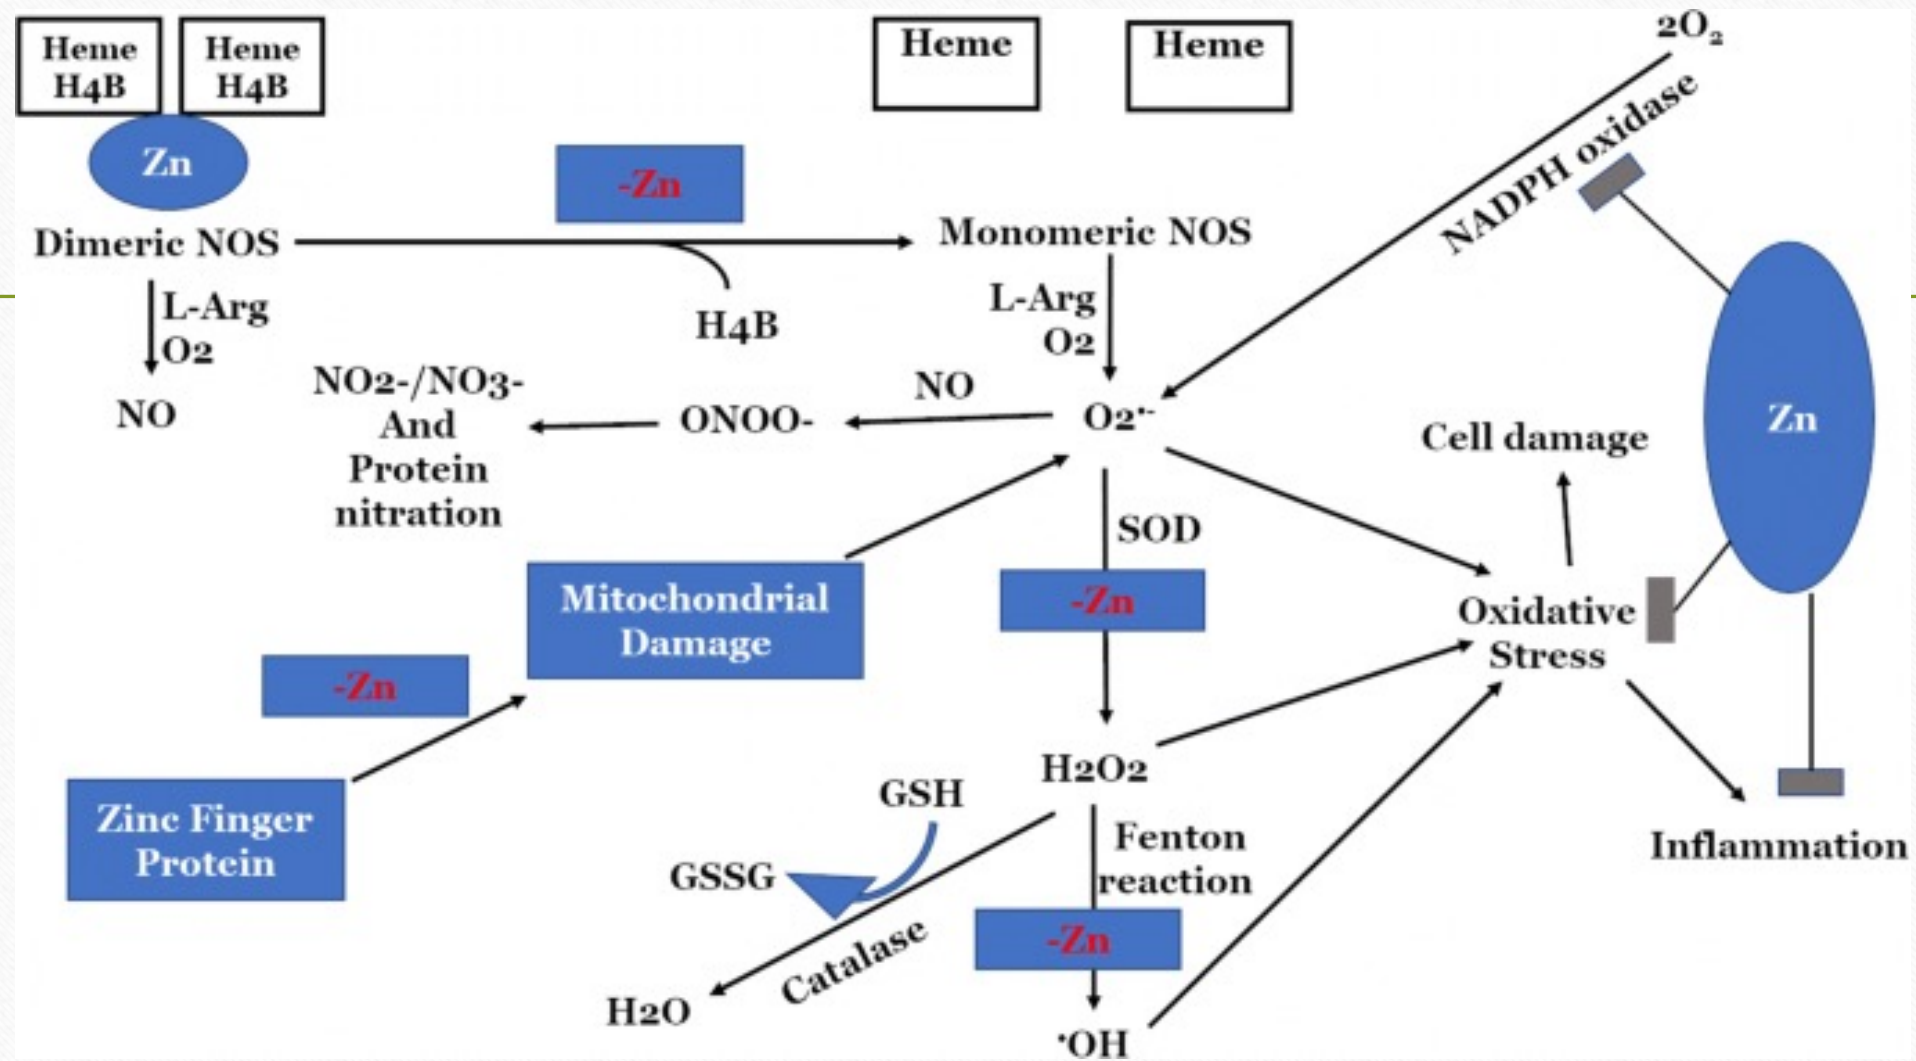 Heme
H4B
Heme
H4B
Heme
Heme
2O₂
Zn
-Zn
NADPH oxidase
Dimeric NOS
Monomeric NOS
L-Arg
O2
H4B
L-Arg
O2
NO
NO2-/NO3-
And
Protein
nitration
ONOO-
NO
O2•-
Cell damage
Zn
SOD
Mitochondrial
Damage
-Zn
Oxidative
Stress
-Zn
Zinc Finger
Protein
H2O2
GSH
GSSG
Fenton
reaction
Inflammation
-Zn
Catalase
H2O
•OH